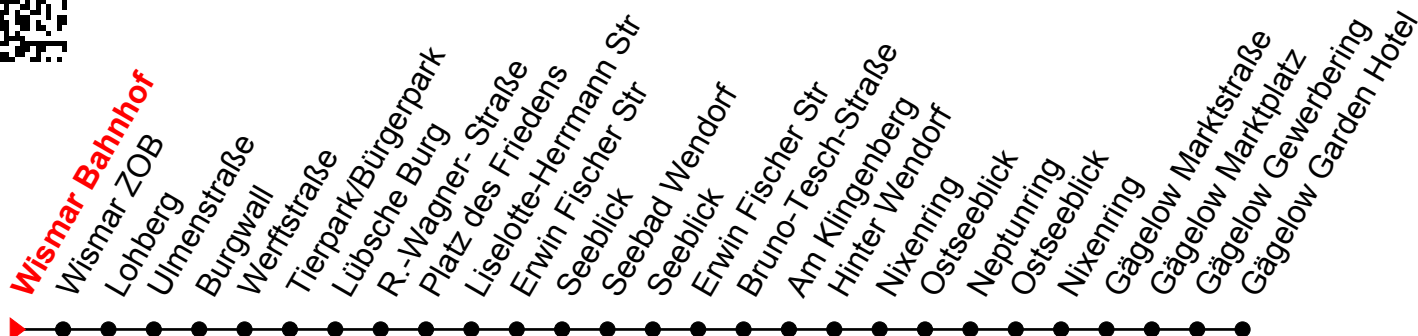 Wismar Bahnhof
Wismar ZOB
Lohberg
Ulmenstraße
Burgwall
Werftstraße
Tierpark/Bürgerpark
Lübsche Burg
R.-Wagner- Straße
Platz des Friedens
Liselotte-Herrmann Str
Erwin Fischer Str
Seeblick
Seebad Wendorf
Seeblick
Erwin Fischer Str
Bruno-Tesch-Straße
Am Klingenberg
Hinter Wendorf
Nixenring
Ostseeblick
Neptunring
Ostseeblick
Nixenring
Gägelow Marktstraße
Gägelow Marktplatz
Gägelow Gewerbering
Gägelow Garden Hotel